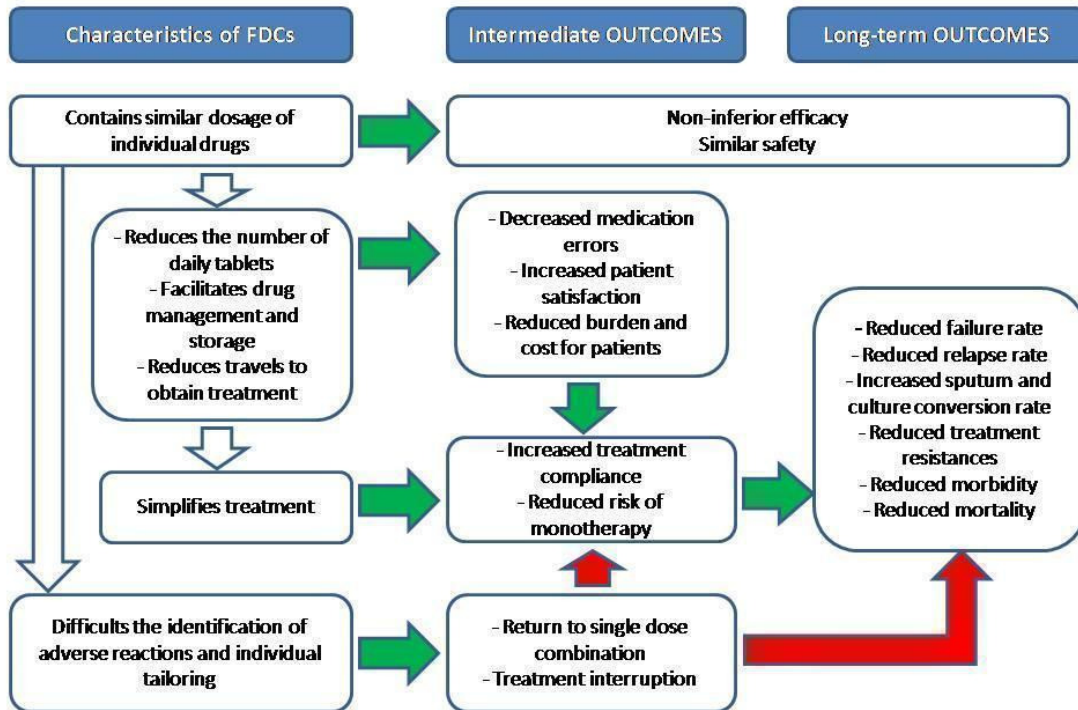 Characteristics of FDCs
Intermediate OUTCOMES
Long-term OUTCOMES
Contains similar dosage of
individual drugs
Non-inferior efficacy
Similar safety
- Reduces the number of
daily tablets
- Facilitates drug
management and
storage
- Reduces travels to
obtain treatment
- Decreased medication
errors
- Increased patient
satisfaction
- Reduced burden and
cost for patients
- Reduced failure rate
- Reduced relapse rate
- Increased sputum and
culture conversion rate
- Reduced treatment
resistances
- Reduced morbidity
- Reduced mortality
Simplifies treatment
- Increased treatment
compliance
- Reduced risk of
monotherapy
Difficults the identification of
adverse reactions and individual
tailoring
- Return to single dose
combination
- Treatment interruption